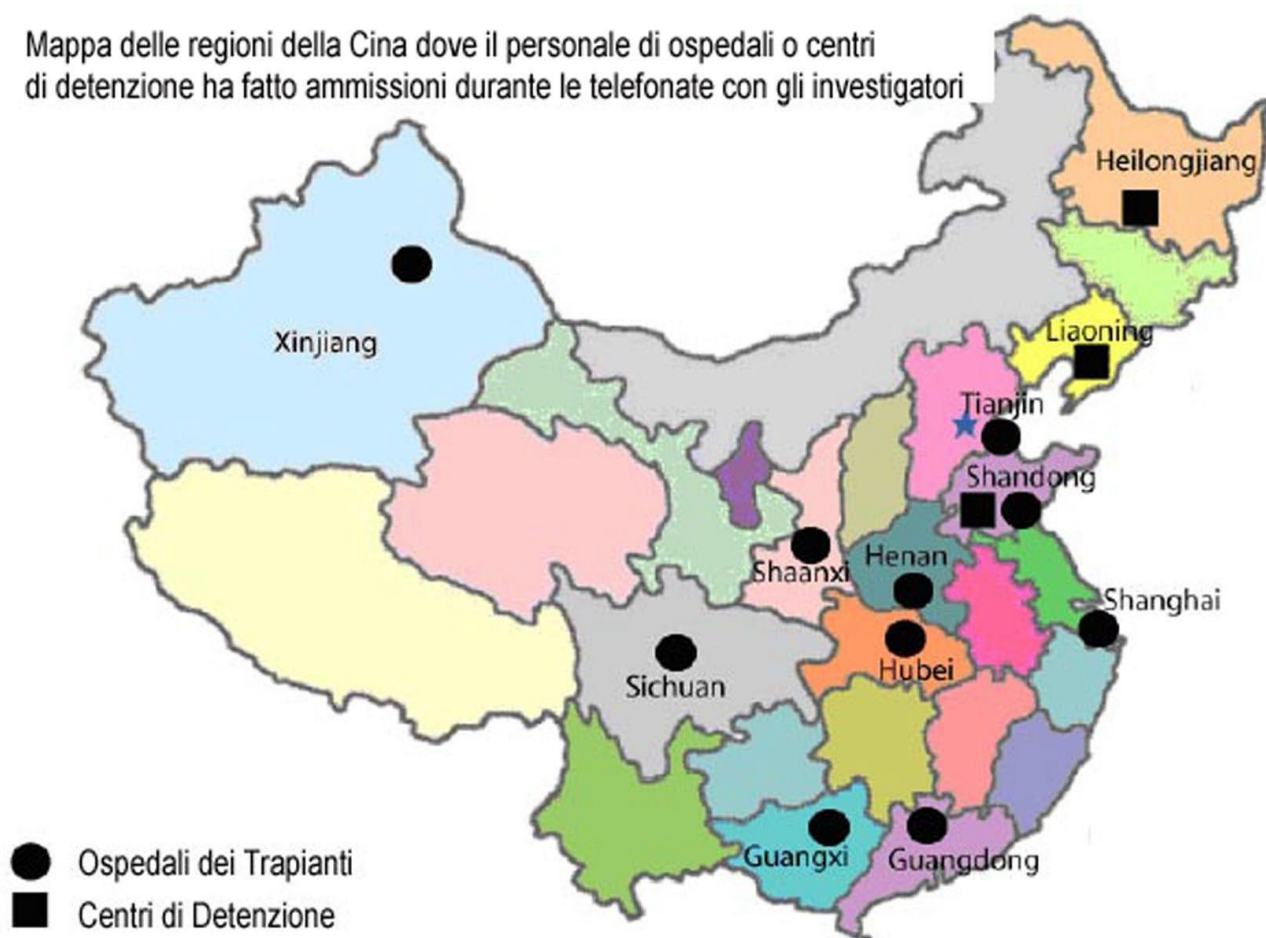 Mappa delle regioni della Cina dove il personale di ospedali o centri
di detenzione ha fatto ammissioni durante le telefonate con gli investigatori
Heilongjiang
Xinjiang
Liaoning
Tianjin
Shandong
Henan
Shaanxi
Shanghai
Hubei
Sichuan
Guangxi
Guangdong
Ospedali dei Trapianti
Centri di Detenzione